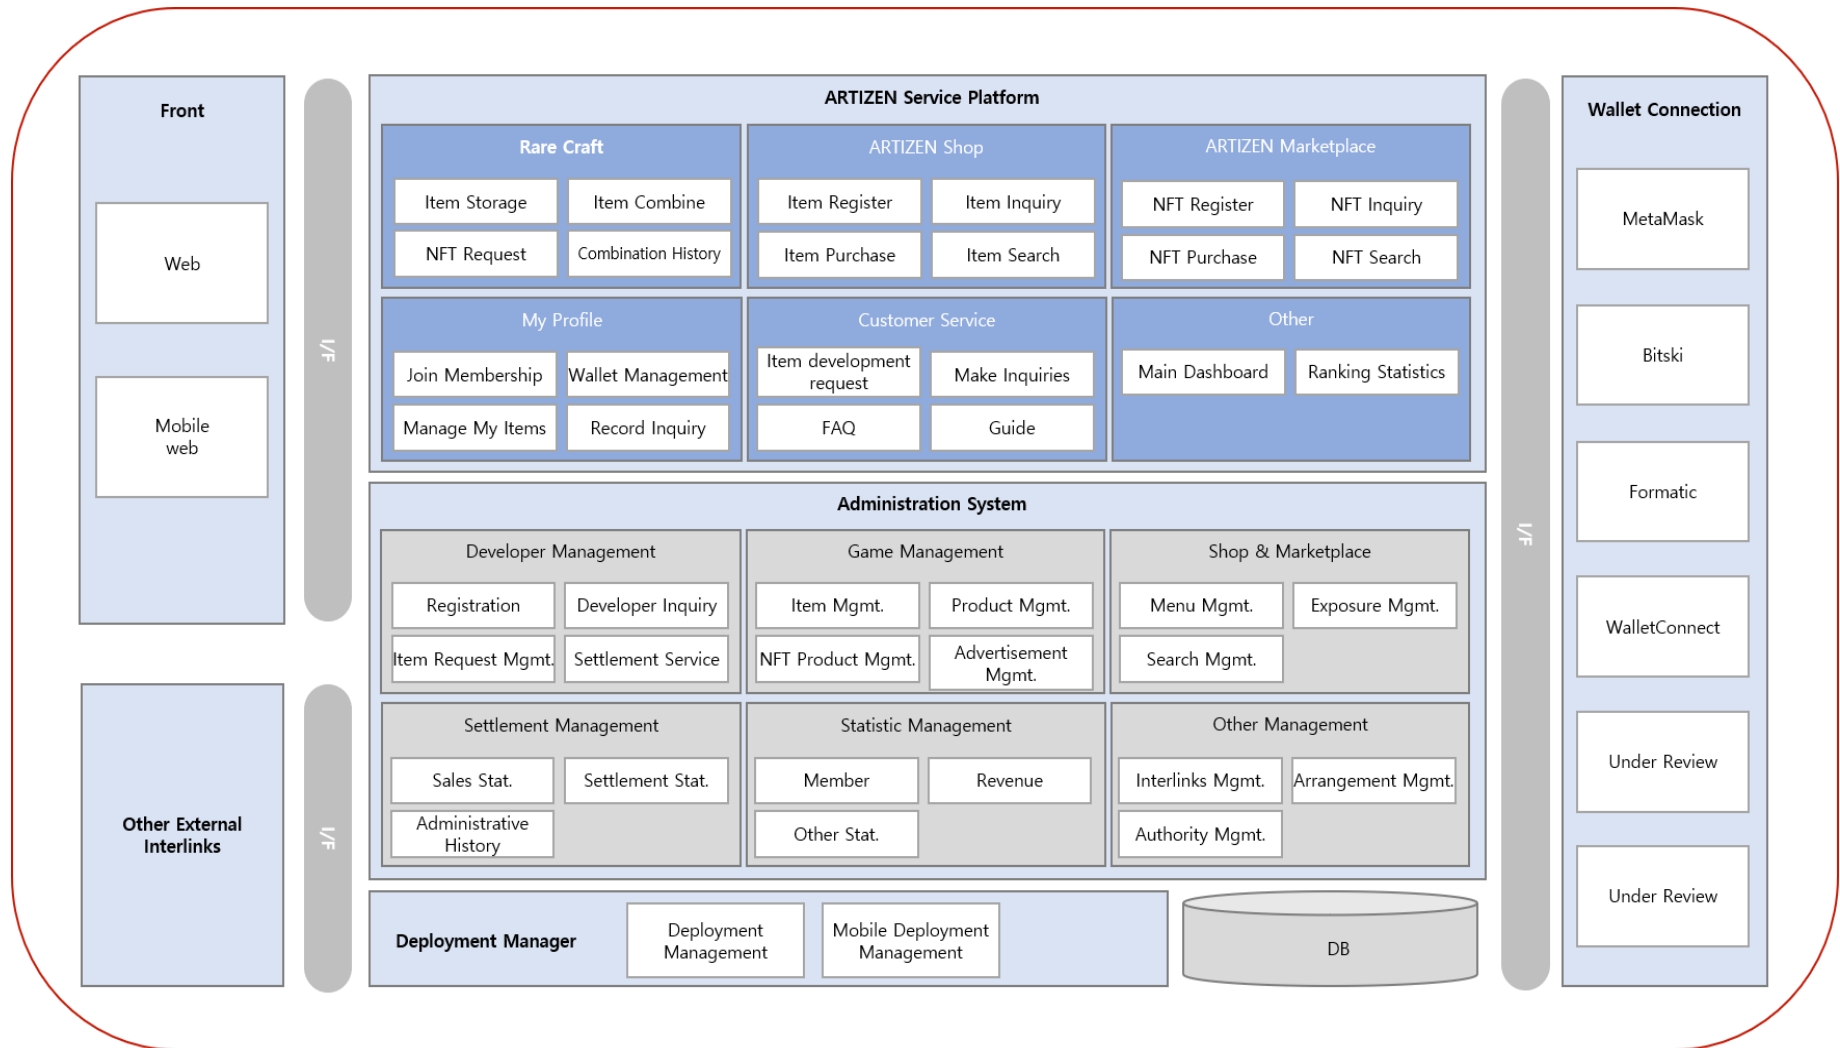 Front
Web
Mobile
web
I/F
Other External
Interlinks
I/F
ARTIZEN Service Platform
Rare Craft
Item Storage
Item Combine
NFT Request
Combination History
ARTIZEN Shop
Item Register
Item Inquiry
Item Purchase
Item Search
ARTIZEN Marketplace
NFT Register
NFT Inquiry
NFT Purchase
NFT Search
My Profile
Join Membership
Wallet Management
Manage My Items
Record Inquiry
Customer Service
Item development
request
Make Inquiries
FAQ
Guide
Other
Main Dashboard
Ranking Statistics
Administration System
Developer Management
Registration
Developer Inquiry
Item Request Mgmt.
Settlement Service
Game Management
Item Mgmt.
Product Mgmt.
NFT Product Mgmt.
Advertisement
Mgmt.
Shop & Marketplace
Menu Mgmt.
Exposure Mgmt.
Search Mgmt.
Settlement Management
Sales Stat.
Settlement Stat.
Administrative
History
Statistic Management
Member
Revenue
Other Stat.
Other Management
Interlinks Mgmt.
Arrangement Mgmt.
Authority Mgmt.
Deployment Manager
Deployment
Management
Mobile Deployment
Management
DB
I/F
Wallet Connection
MetaMask
Bitski
Formatic
WalletConnect
Under Review
Under Review